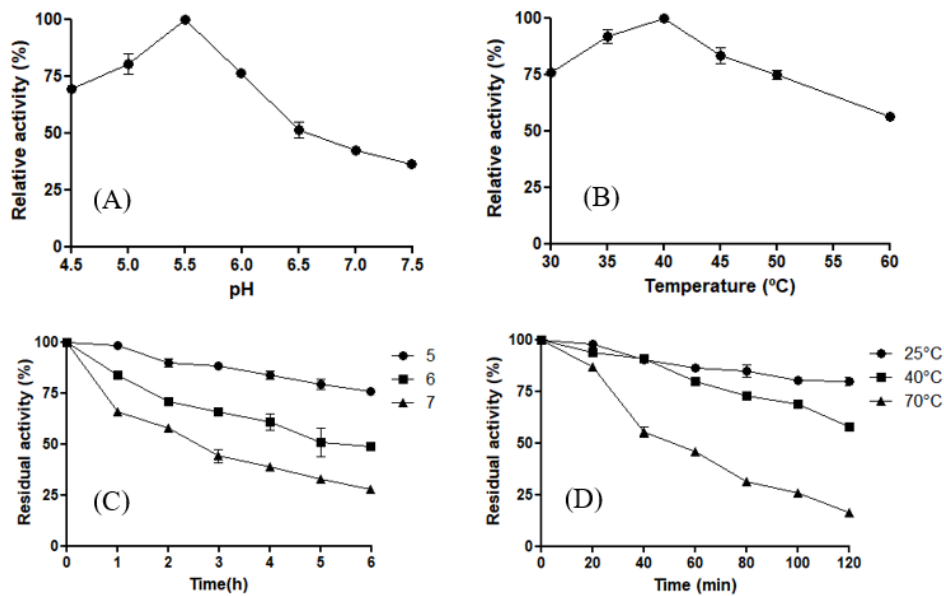 Relative activity (%)
100
75
50
25
0
(A)
4.5 5.0 5.5 6.0 6.5 7.0 7.5
pH
Relative activity (%)
100
75
50
25
0
(B)
30 35 40 45 50 55 60
Temperature (ºC)
Residual activity (%)
100
75
50
25
0
5
6
7
(C)
0 1 2 3 4 5 6
Time(h)
Residual activity (%)
100
75
50
25
0
25°C
40°C
70°C
(D)
0 20 40 60 80 100 120
Time (min)